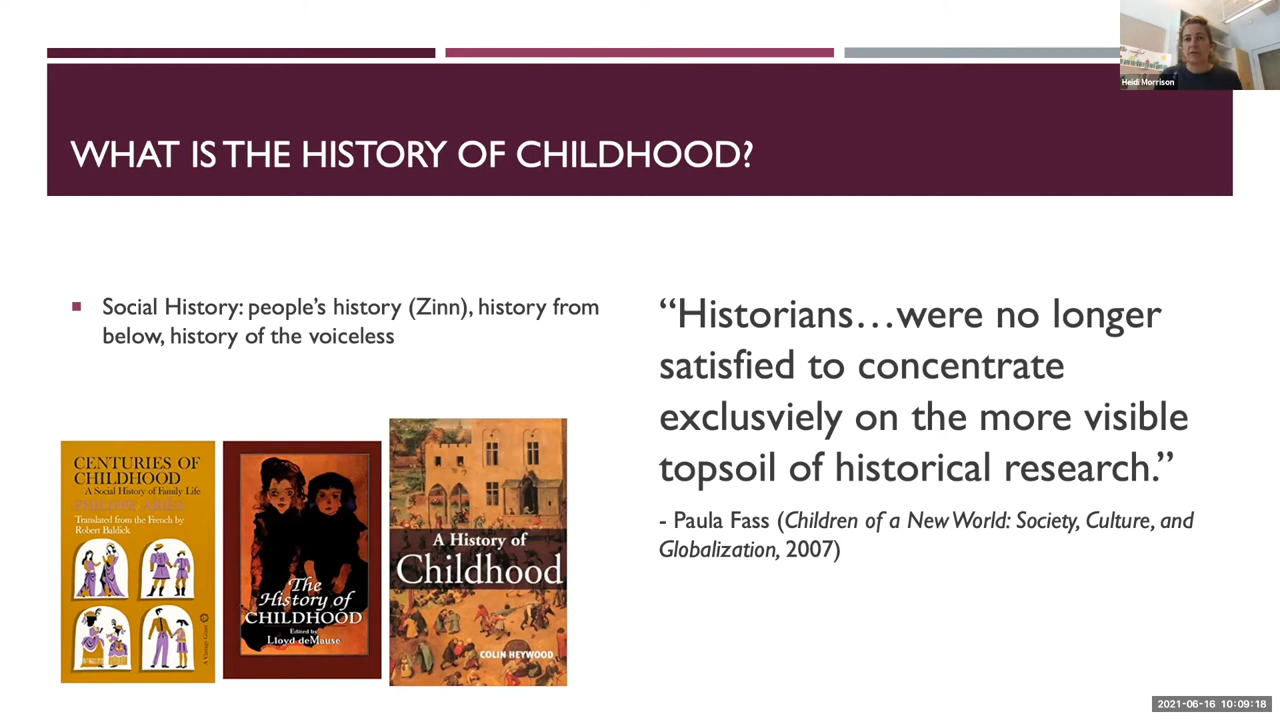 Heidi Morrison
WHAT IS THE HISTORY OF CHILDHOOD?
Social History: people's history (Zinn), history from
below, history of the voiceless
CENTURIES OF
CHILDHOOD
A Social History of Family Life
PHILIPPE ARIÈS
Translated from the French by
Robert Baldick
A Vintage Giant
The
History of
CHILDHOOD
Edited by
Lloyd deMause
A History of
Childhood
COLIN HEYWOOD
“Historians…were no longer
satisfied to concentrate
exclusviely on the more visible
topsoil of historical research.”
- Paula Fass (Children of a New World: Society, Culture, and
Globalization, 2007)
2021-06-16 10:09:18